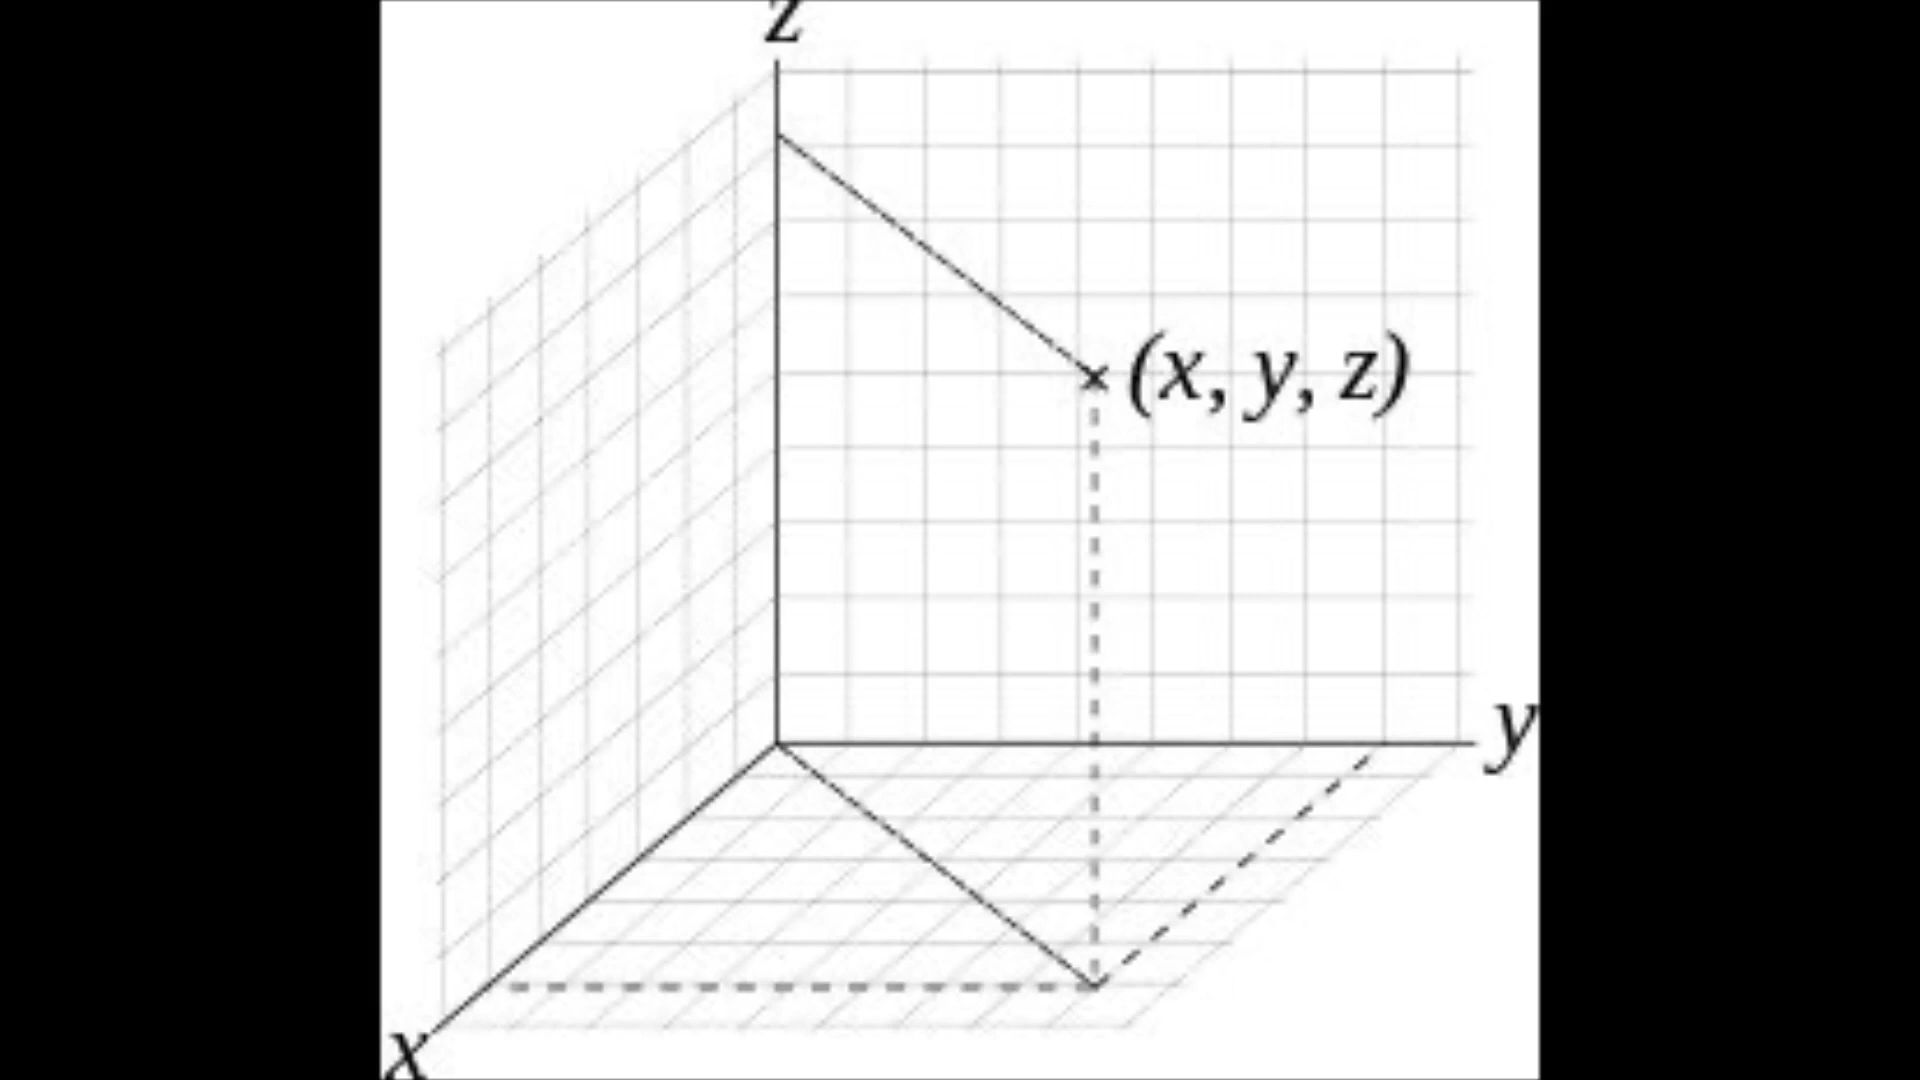 z
(x, y, z)
y
x